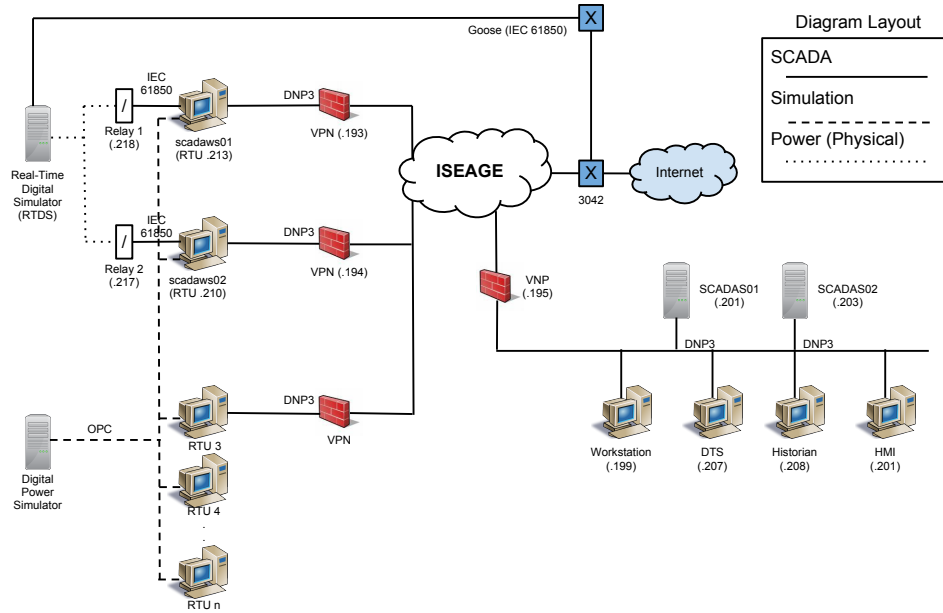 Goose (IEC 61850)
X
Diagram Layout
SCADA
Simulation
Power (Physical)
IEC
61850
/
Relay 1
(.218)
scadaws01
(RTU .213)
DNP3
VPN (.193)
Real-Time
Digital
Simulator
(RTDS)
ISEAGE
X
3042
Internet
IEC
61850
/
Relay 2
(.217)
scadaws02
(RTU .210)
DNP3
VPN (.194)
VNP
(.195)
SCADAS01
(.201)
SCADAS02
(.203)
DNP3
DNP3
Workstation
(.199)
DTS
(.207)
Historian
(.208)
HMI
(.201)
DNP3
VPN
RTU 3
OPC
Digital
Power
Simulator
RTU 4
.
.
RTU n